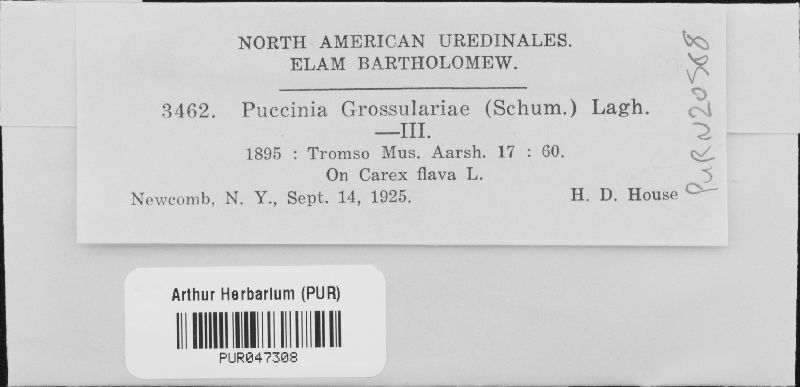 NORTH AMERICAN UREDINALES.
ELAM BARTHOLOMEW.
3462. Puccinia Grossulariae (Schum.) Lagh.
—III.
1895 : Tromso Mus. Aarsh. 17 : 60.
On Carex flava L.
Newcomb, N. Y., Sept. 14, 1925. H. D. House
PUR N20568
Arthur Herbarium (PUR)
PUR047308